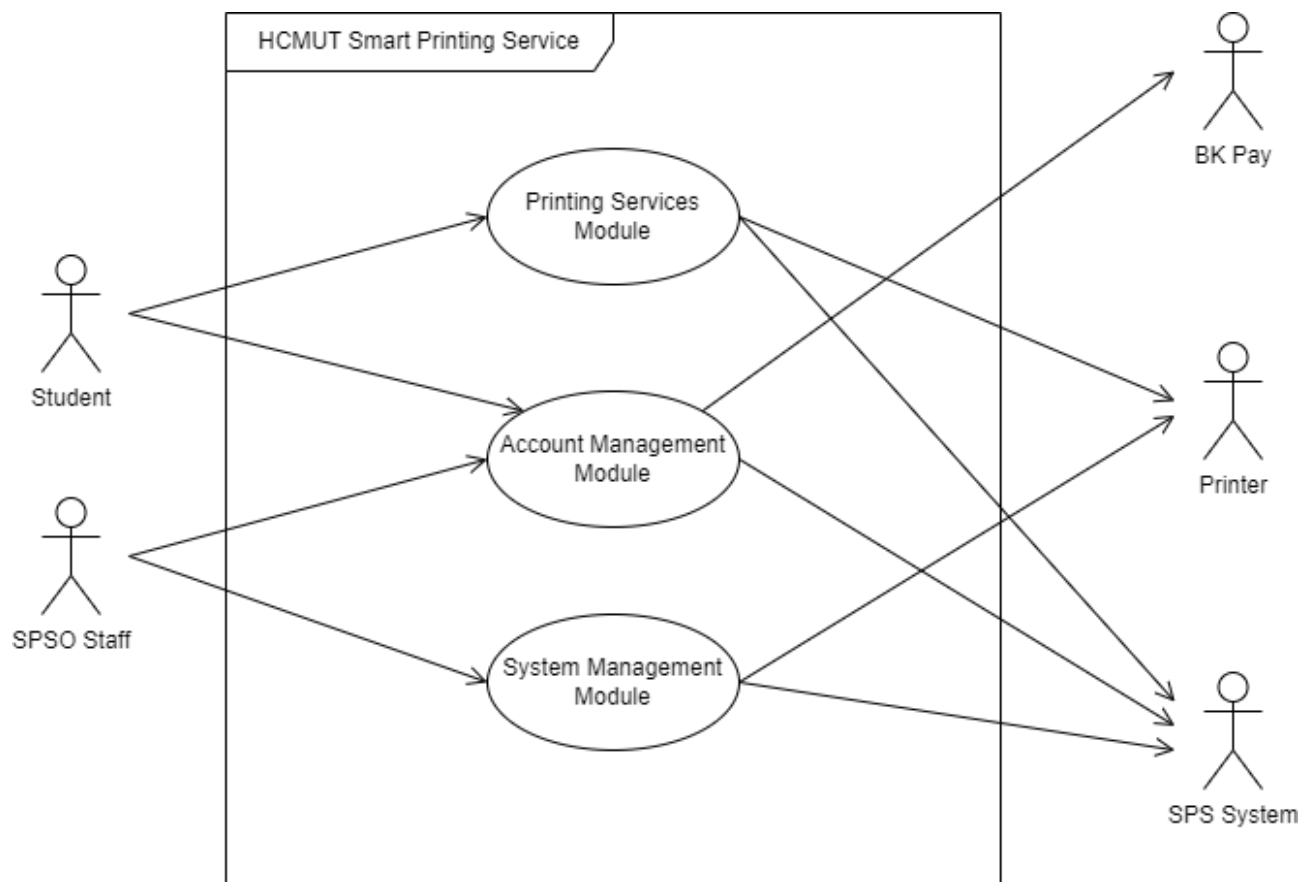 HCMUT Smart Printing Service
BK Pay
Printing Services
Module
Student
Account Management
Module
Printer
SPSO Staff
System Management
Module
SPS System